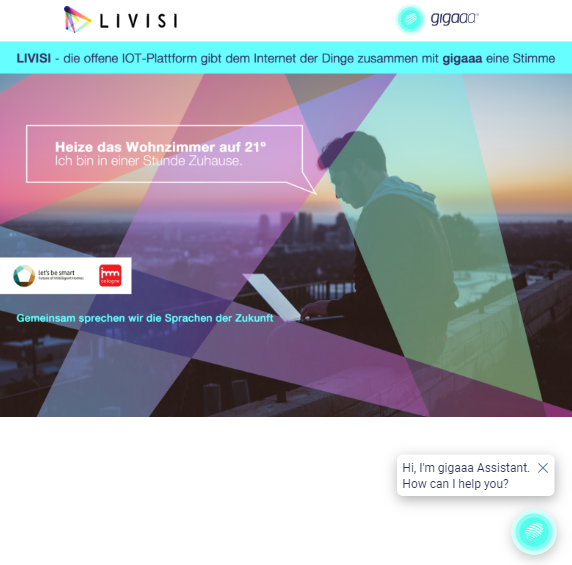 LIVISI
gigaaa
LIVISI - die offene IOT-Plattform gibt dem Internet der Dinge zusammen mit gigaaa eine Stimme
Heize das Wohnzimmer auf 21°
Ich bin in einer Stunde Zuhause.
let's be smart
imm
cologne
Gemeinsam sprechen wir die Sprachen der Zukunft
Hi, I'm gigaaa Assistant.
How can I help you?